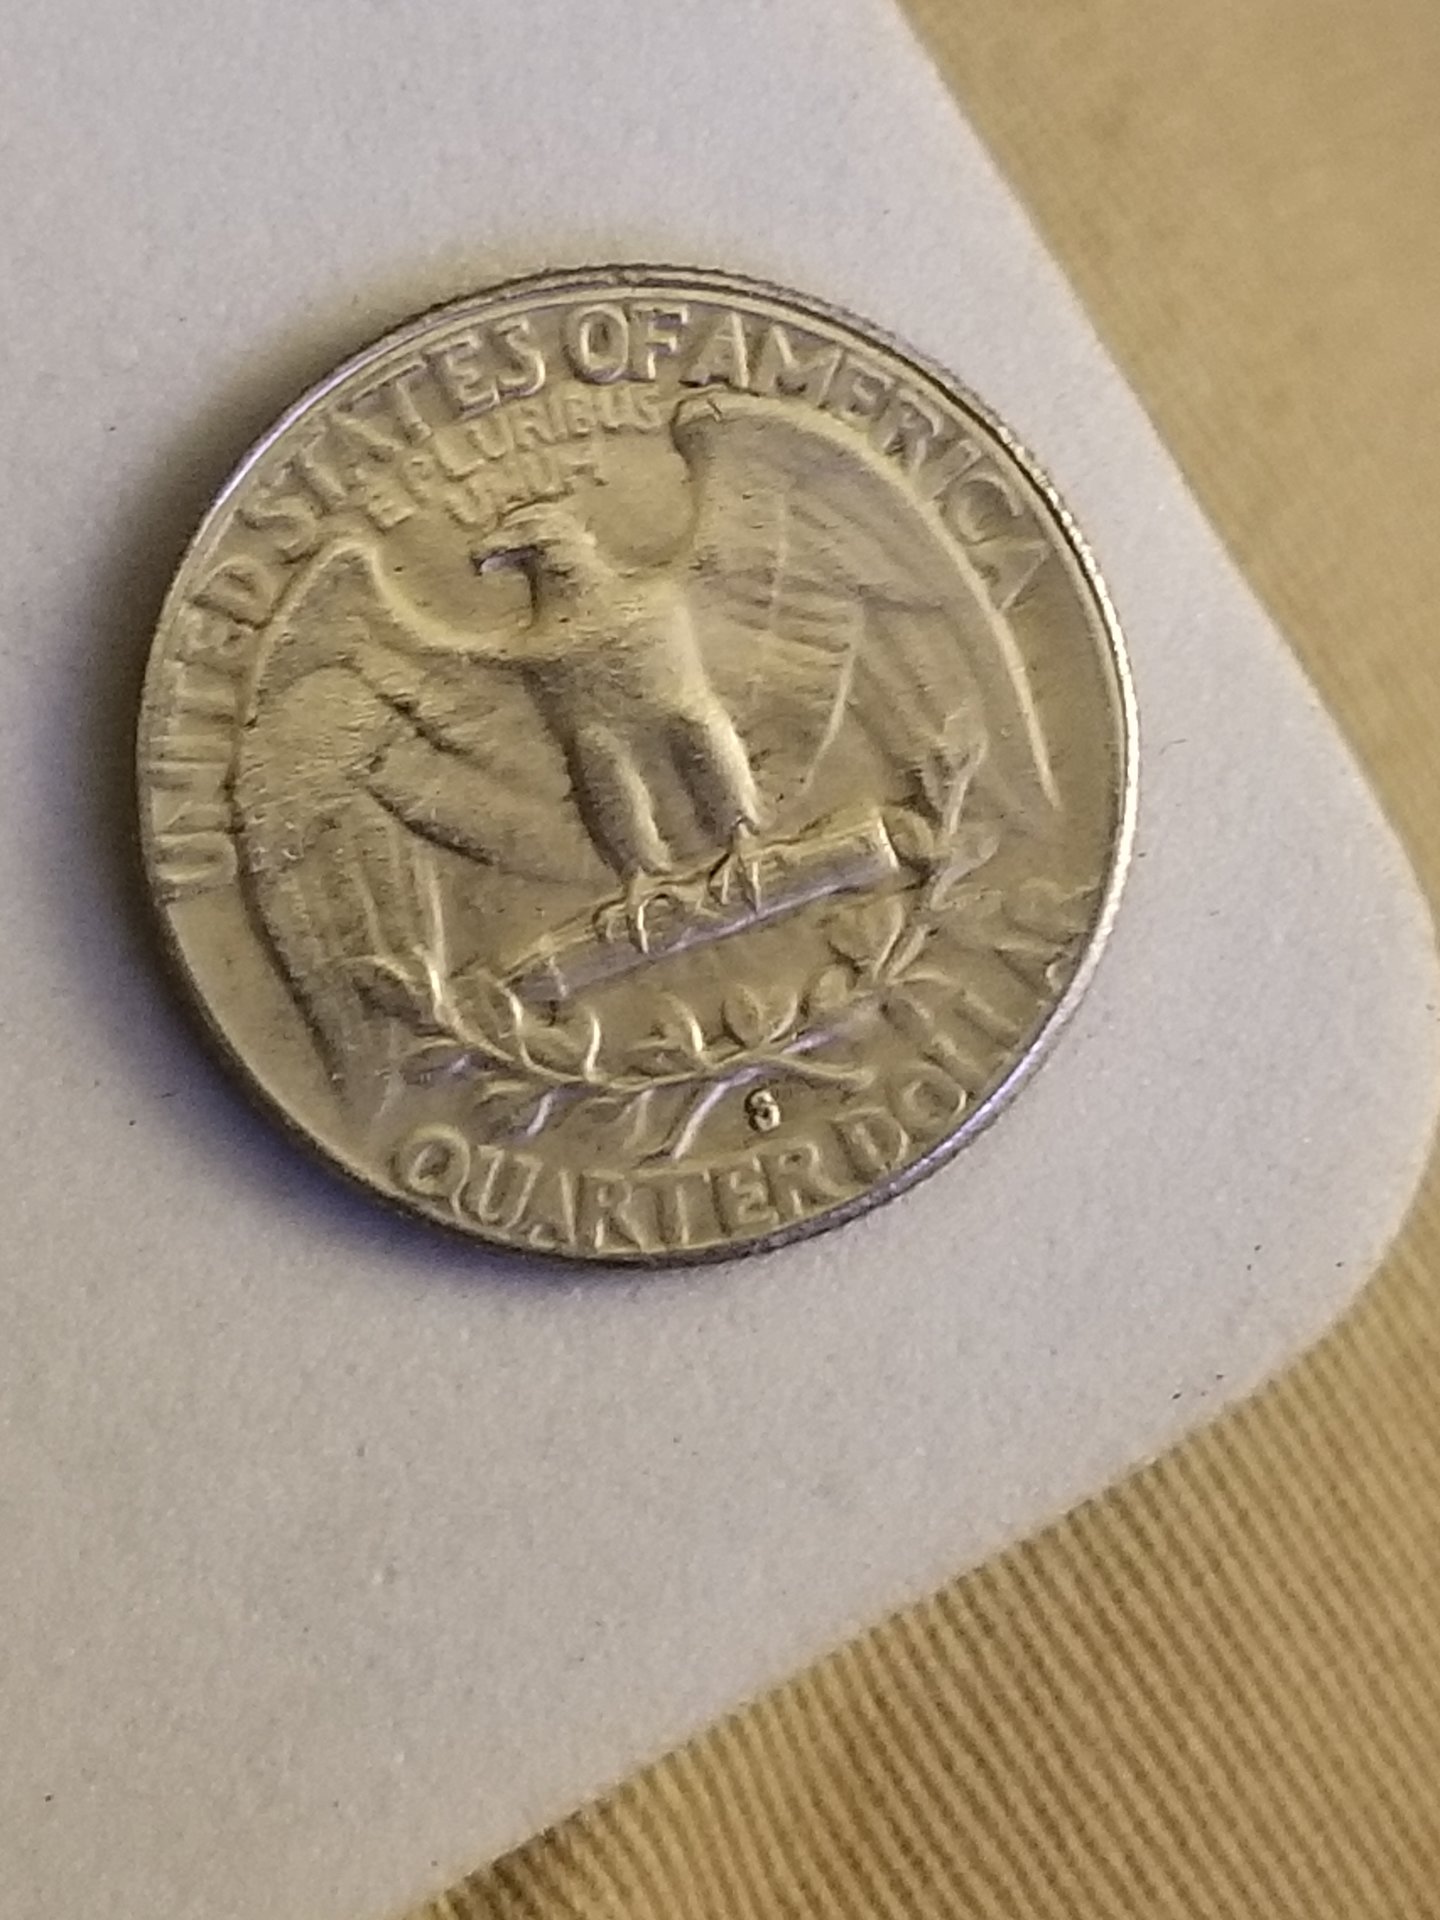 UNITED STATES OF AMERICA
E PLURIBUS
UNUM
S
QUARTER DOLLAR